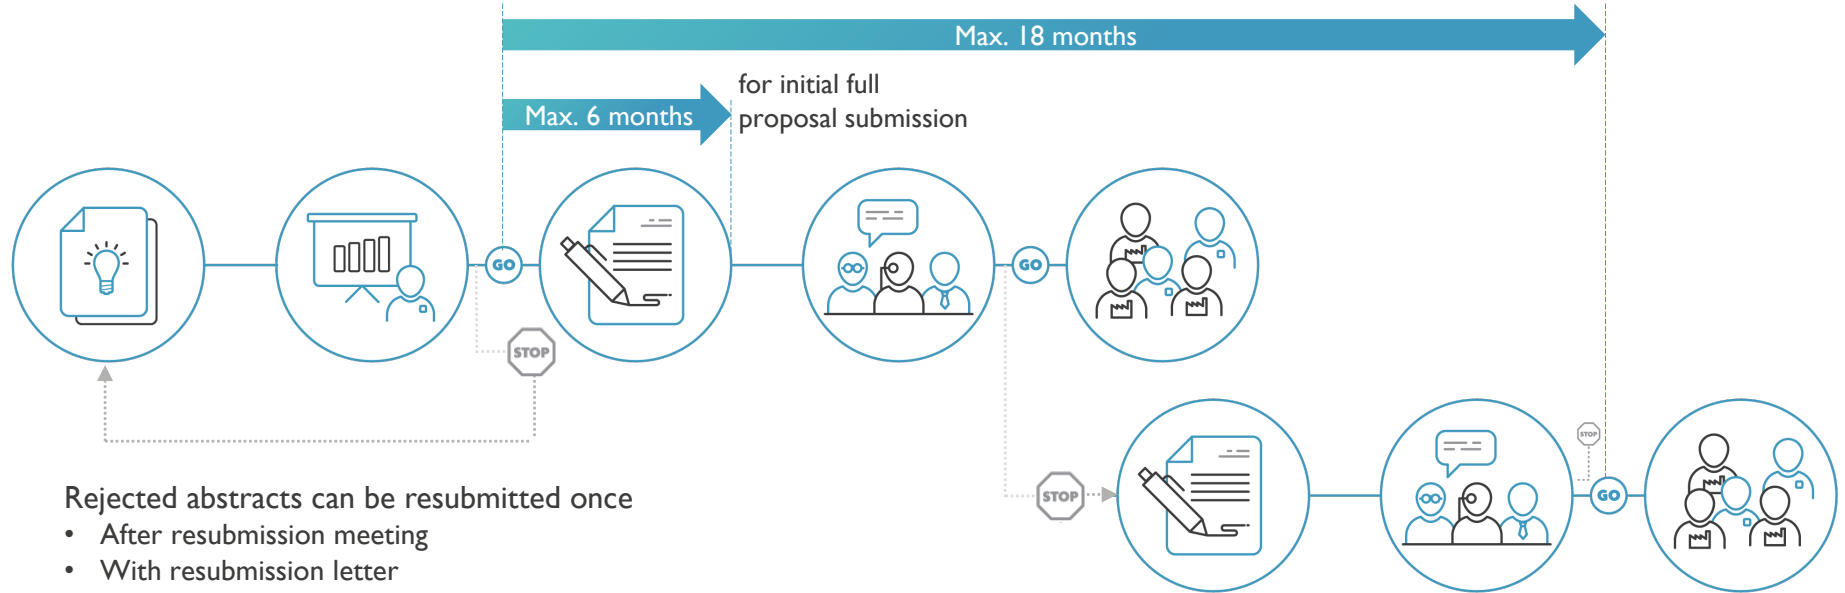 Max. 18 months
for initial full
Max. 6 months
proposal submission
GO
GO
STOP
STOP
STOP
GO
Rejected abstracts can be resubmitted once
• After resubmission meeting
• With resubmission letter